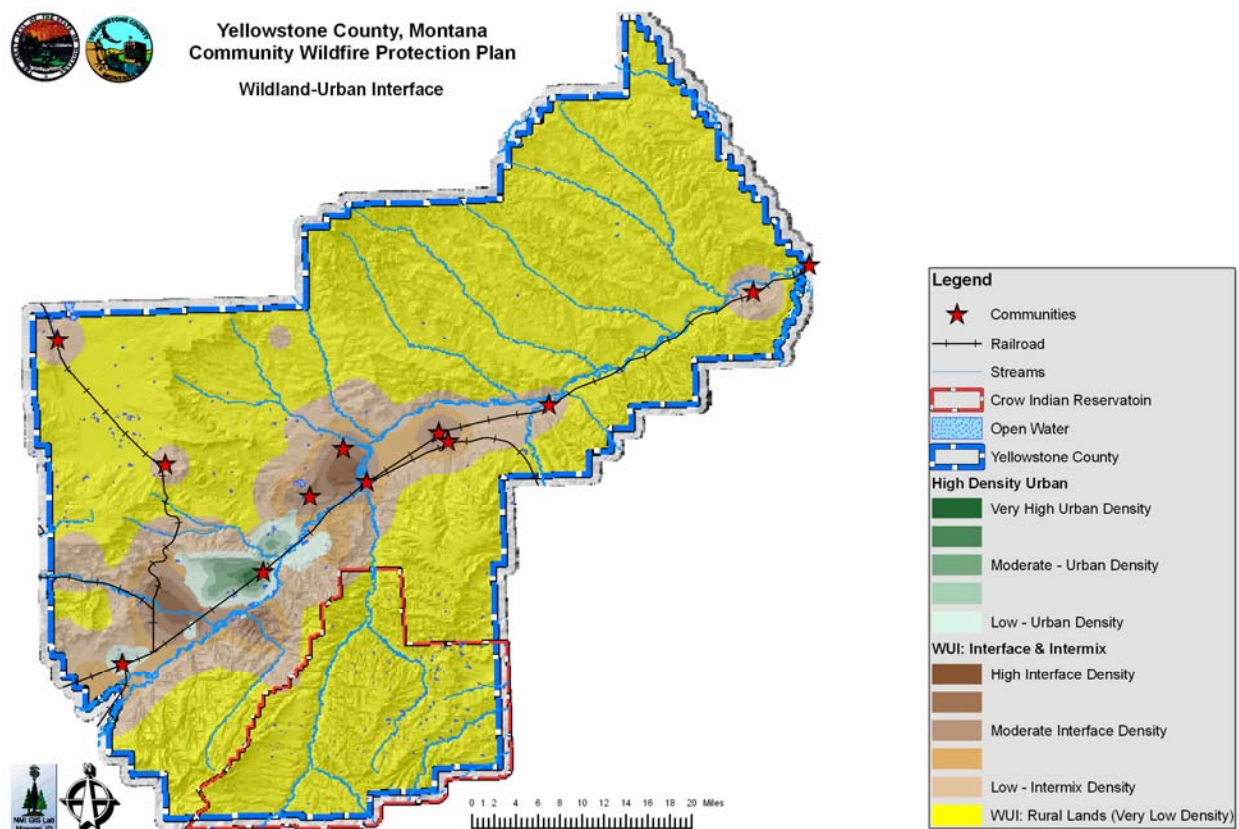 Yellowstone County, Montana
Community Wildfire Protection Plan
Wildland-Urban Interface
Legend
Communities
Railroad
Streams
Crow Indian Reservatoin
Open Water
Yellowstone County
High Density Urban
Very High Urban Density
Moderate - Urban Density
Low - Urban Density
WUI: Interface & Intermix
High Interface Density
Moderate Interface Density
Low - Intermix Density
WUI: Rural Lands (Very Low Density)
NMI GIS Lab
0 1 2 4 6 8 10 12 14 16 18 20 Miles